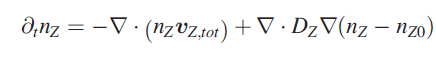 ∂ₜn_Z = −∇ · (n_Z 𝒗_{Z,tot}) + ∇ · D_Z∇(n_Z − n_{Z0})